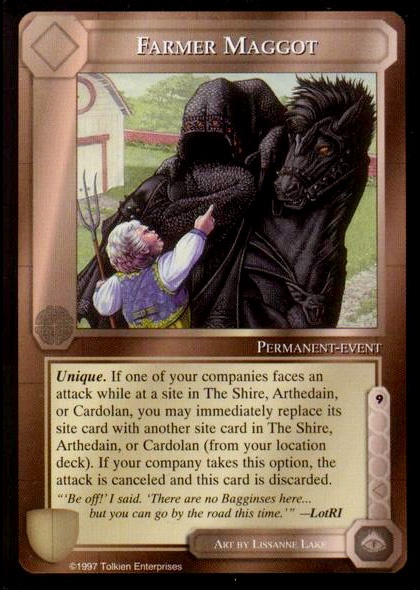 FARMER MAGGOT
PERMANENT-EVENT
Unique. If one of your companies faces an
attack while at a site in The Shire, Arthedain,
or Cardolan, you may immediately replace its
site card with another site card in The Shire,
Arthedain, or Cardolan (from your location
deck). If your company takes this option, the
attack is canceled and this card is discarded.
"'Be off!' I said. 'There are no Bagginses here...
but you can go by the road this time.'" —LotRI
9
ART BY LISSANNE LAKE
©1997 Tolkien Enterprises